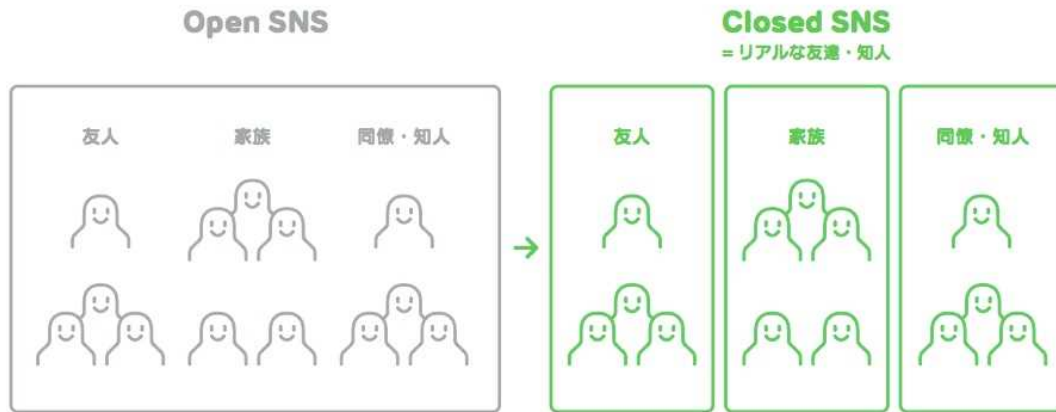 Open SNS
友人
家族
同僚・知人
Closed SNS
= リアルな友達・知人
友人
家族
同僚・知人